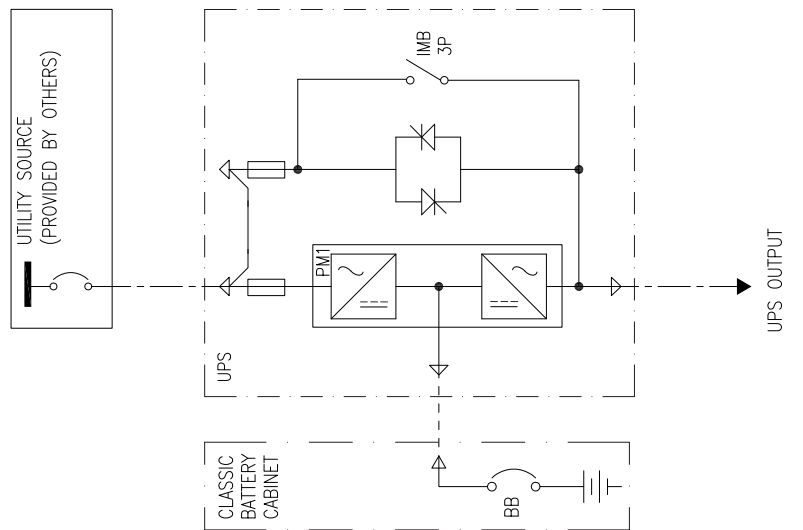 UTILITY SOURCE
(PROVIDED BY OTHERS)
IMB
3P
PM1
UPS
UPS OUTPUT
CLASSIC
BATTERY
CABINET
BB